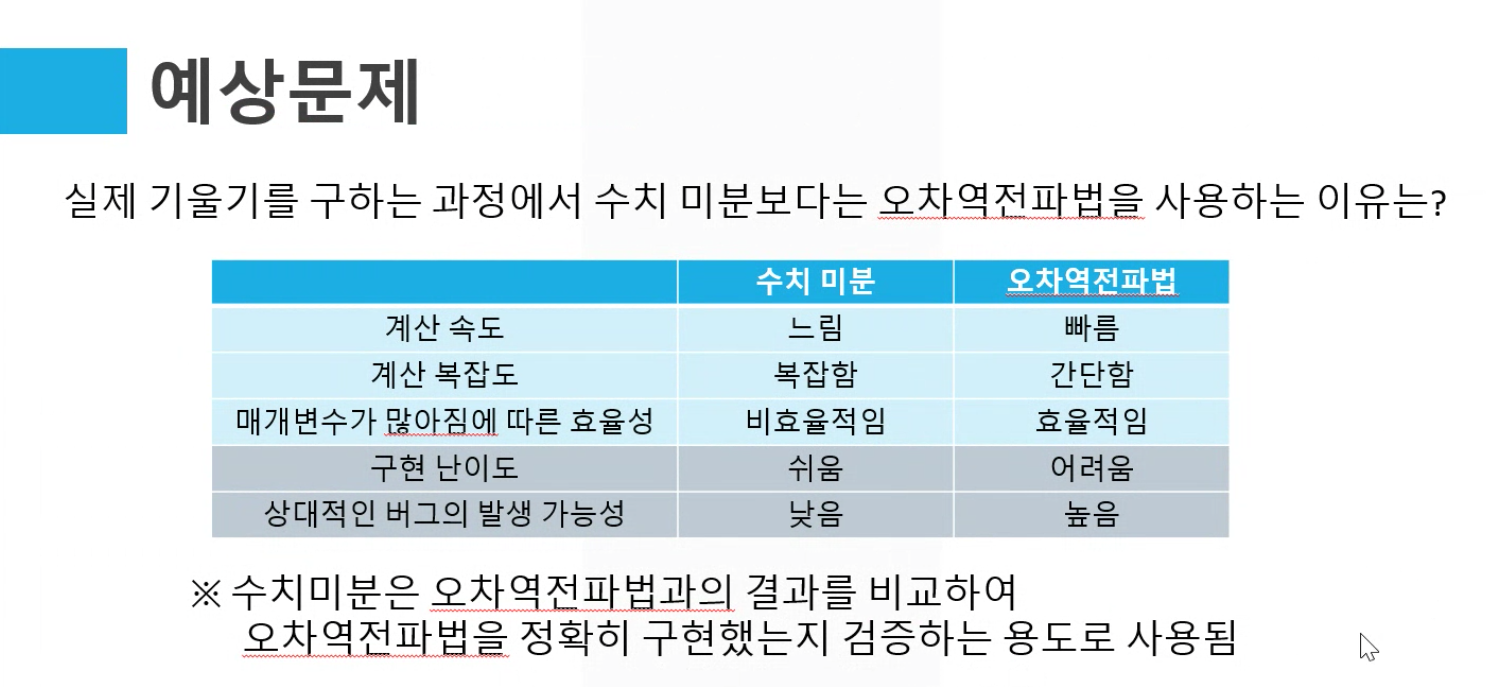 예상문제
실제 기울기를 구하는 과정에서 수치 미분보다는 오차역전파법을 사용하는 이유는?
수치 미분 오차역전파법
계산 속도 느림 빠름
계산 복잡도 복잡함 간단함
매개변수가 많아짐에 따른 효율성 비효율적임 효율적임
구현 난이도 쉬움 어려움
상대적인 버그의 발생 가능성 낮음 높음
※ 수치미분은 오차역전파법과의 결과를 비교하여
오차역전파법을 정확히 구현했는지 검증하는 용도로 사용됨